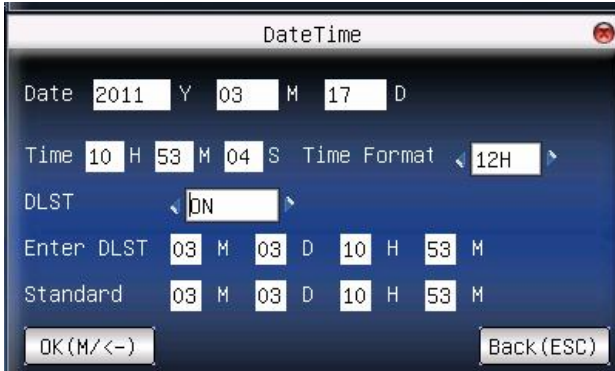 DateTime
Date 2011 Y 03 M 17 D
Time 10 H 53 M 04 S Time Format 12H
DLST ON
Enter DLST 03 M 03 D 10 H 53 M
Standard 03 M 03 D 10 H 53 M
OK(M/<-) Back(ESC)